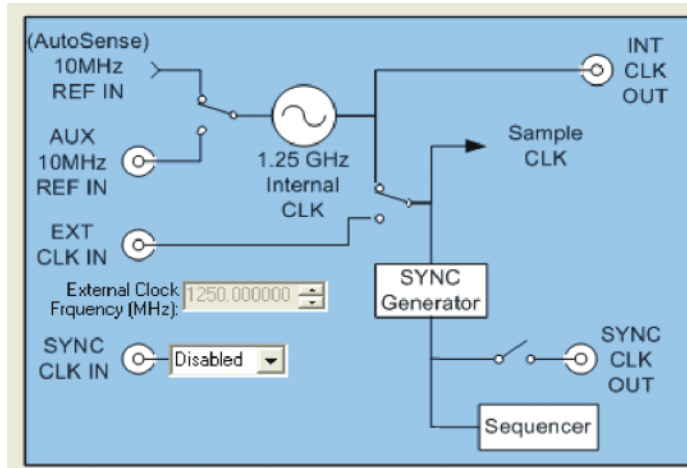 (AutoSense)
10MHz
REF IN
AUX
10MHz
REF IN
EXT
CLK IN
External Clock
Frquency (MHz):
1250.000000
SYNC
CLK IN
Disabled
1.25 GHz
Internal
CLK
INT
CLK
OUT
Sample
CLK
SYNC
Generator
SYNC
CLK
OUT
Sequencer